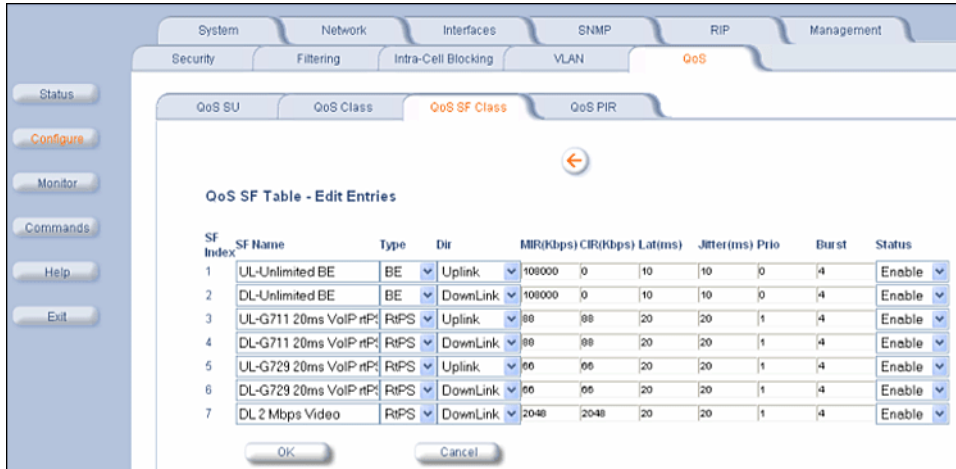 System Network Interfaces SNMP RIP Management
Security Filtering Intra-Cell Blocking VLAN QoS
Status
QoS SU QoS Class QoS SF Class QoS PIR
Configure
Monitor
QoS SF Table - Edit Entries
Commands
SF Index SF Name Type Dir MIR(Kbps) CIR(Kbps) Lat(ms) Jitter(ms) Prio Burst Status
1 UL-Unlimited BE BE Uplink 108000 0 10 10 0 4 Enable
Help
2 DL-Unlimited BE BE DownLink 108000 0 10 10 0 4 Enable
Exit
3 UL-G711 20ms VoIP rtPS RtPS Uplink 88 88 20 20 1 4 Enable
4 DL-G711 20ms VoIP rtPS RtPS DownLink 88 88 20 20 1 4 Enable
5 UL-G729 20ms VoIP rtPS RtPS Uplink 66 66 20 20 1 4 Enable
6 DL-G729 20ms VoIP rtPS RtPS DownLink 66 66 20 20 1 4 Enable
7 DL 2 Mbps Video RtPS DownLink 2048 2048 20 20 1 4 Enable
OK Cancel